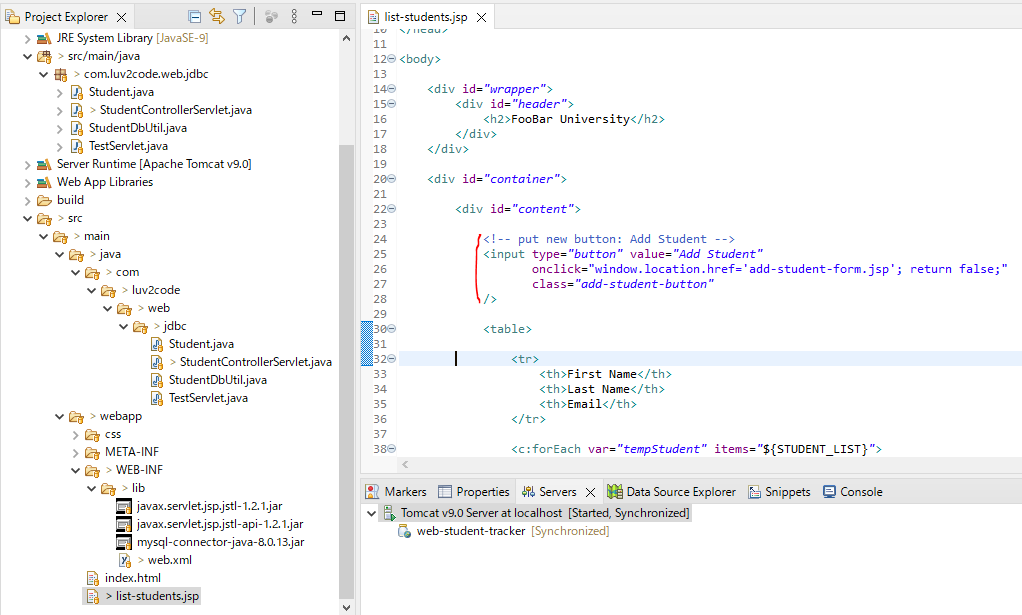 Project Explorer
JRE System Library [JavaSE-9]
> src/main/java
> com.luv2code.web.jdbc
Student.java
> StudentControllerServlet.java
StudentDbUtil.java
TestServlet.java
Server Runtime [Apache Tomcat v9.0]
Web App Libraries
build
> src
> main
> java
> com
> luv2code
> web
> jdbc
Student.java
> StudentControllerServlet.java
StudentDbUtil.java
TestServlet.java
> webapp
css
META-INF
> WEB-INF
> lib
javax.servlet.jsp.jstl-1.2.1.jar
javax.servlet.jsp.jstl-api-1.2.1.jar
mysql-connector-java-8.0.13.jar
> web.xml
index.html
> list-students.jsp
list-students.jsp
10 </head>
11
12 <body>
13
14 <div id="wrapper">
15 <div id="header">
16 <h2>FooBar University</h2>
17 </div>
18 </div>
19
20 <div id="container">
21
22 <div id="content">
23
24 <!-- put new button: Add Student -->
25 <input type="button" value="Add Student"
26 onclick="window.location.href='add-student-form.jsp'; return false;"
27 class="add-student-button"
28 />
29
30 <table>
31
32 <tr>
33 <th>First Name</th>
34 <th>Last Name</th>
35 <th>Email</th>
36 </tr>
37
38 <c:forEach var="tempStudent" items="${STUDENT_LIST}">
Markers Properties Servers Data Source Explorer Snippets Console
Tomcat v9.0 Server at localhost [Started, Synchronized]
web-student-tracker [Synchronized]